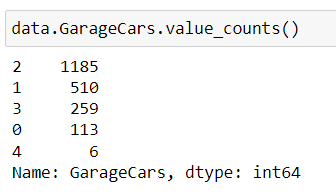 data.GarageCars.value_counts()
2    1185
1     510
3     259
0     113
4       6
Name: GarageCars, dtype: int64